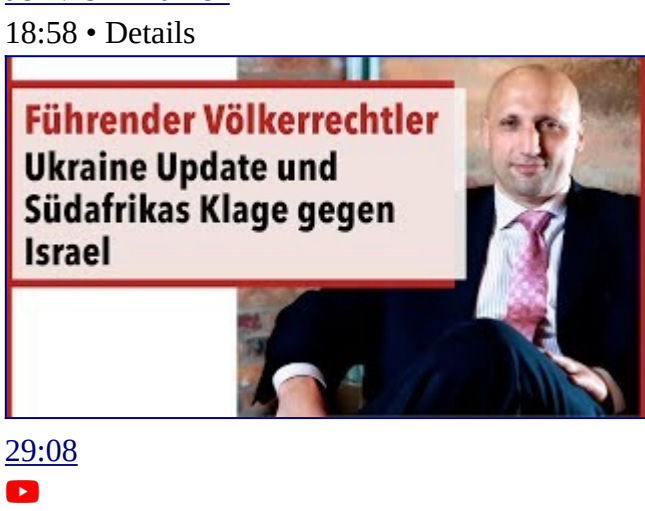 18:58 • Details
Führender Völkerrechtler
Ukraine Update und
Südafrikas Klage gegen
Israel
29:08